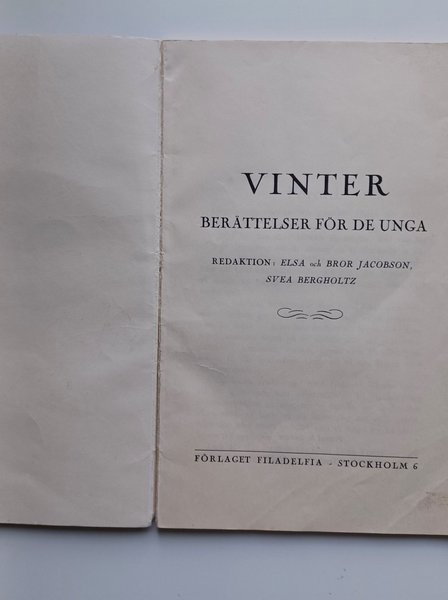 VINTER
BERÄTTELSER FÖR DE UNGA
REDAKTION: ELSA och BROR JACOBSON,
SVEA BERGHOLTZ
FÖRLAGET FILADELFIA - STOCKHOLM 6